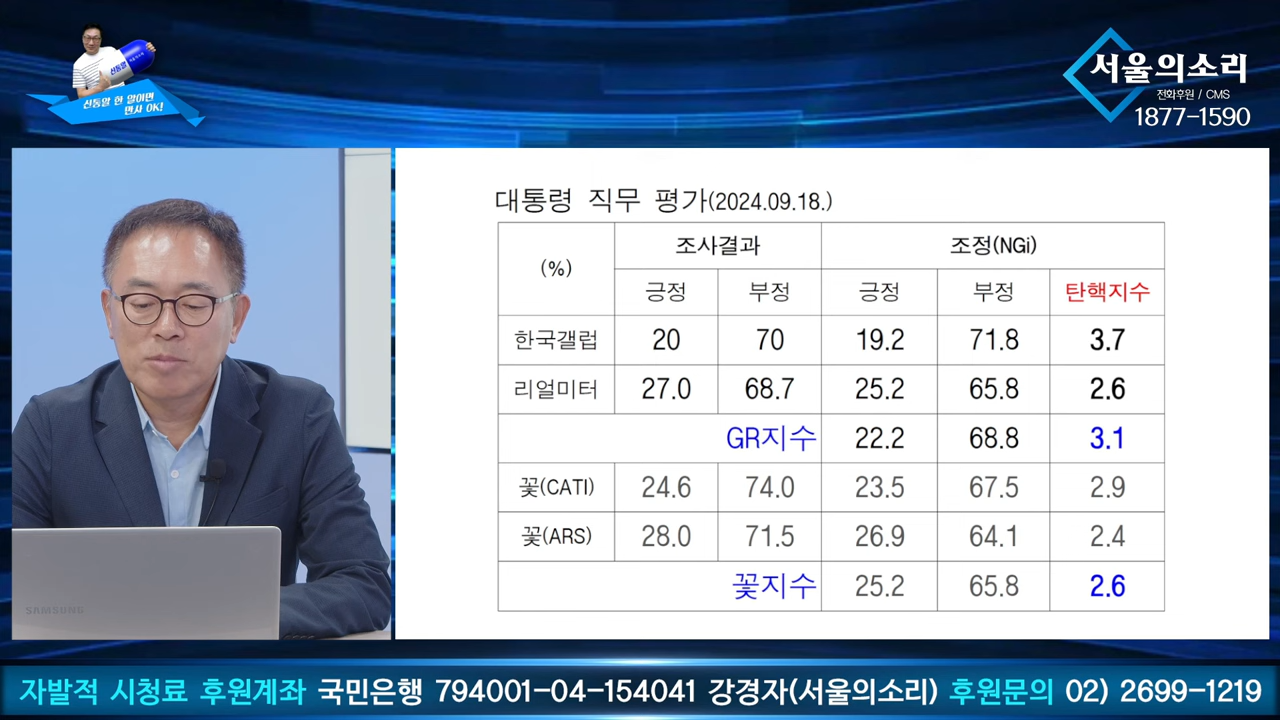 신통알
신통알 한 알이면
만사 OK!
서울의소리
전화후원 / CMS
1877-1590
대통령 직무 평가(2024.09.18.)
(%) 조사결과 조정(NGi)
긍정 부정 긍정 부정 탄핵지수
한국갤럽 20 70 19.2 71.8 3.7
리얼미터 27.0 68.7 25.2 65.8 2.6
GR지수 22.2 68.8 3.1
꽃(CATI) 24.6 74.0 23.5 67.5 2.9
꽃(ARS) 28.0 71.5 26.9 64.1 2.4
꽃지수 25.2 65.8 2.6
SAMSUNG
자발적 시청료 후원계좌 국민은행 794001-04-154041 강경자(서울의소리) 후원문의 02) 2699-1219